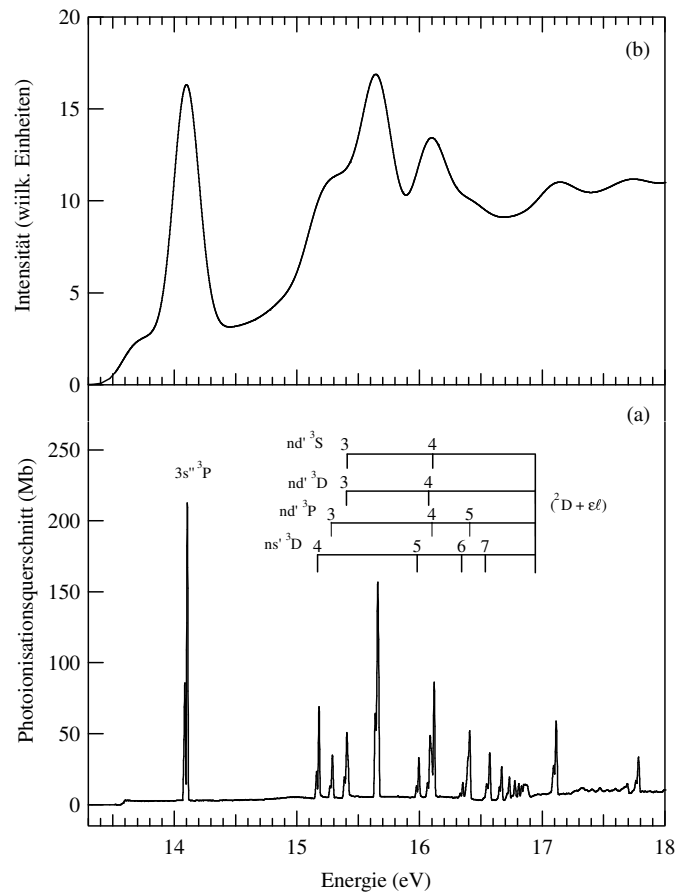 20
15
10
5
0
Intensität (willk. Einheiten)
(b)
(a)
250
200
150
100
50
0
Photoionisationsquerschnitt (Mb)
3s'' ³P
nd' ³S 3 4
nd' ³D 3 4
nd' ³P 3 4 5
ns' ³D 4 5 6 7
(²D + εℓ)
14 15 16 17 18
Energie (eV)